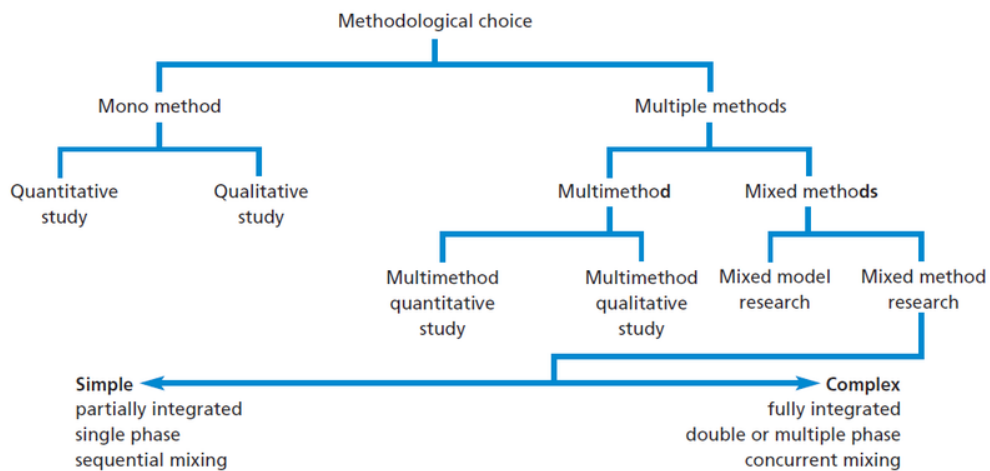 Methodological choice
Mono method
Multiple methods
Quantitative
study
Qualitative
study
Multimethod
Mixed methods
Multimethod
quantitative
study
Multimethod
qualitative
study
Mixed model
research
Mixed method
research
Simple
partially integrated
single phase
sequential mixing
Complex
fully integrated
double or multiple phase
concurrent mixing